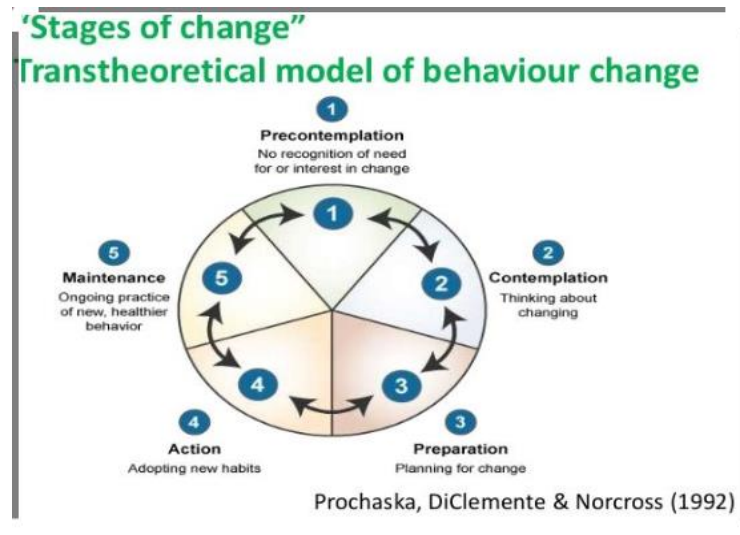 ‘Stages of change”
Transtheoretical model of behaviour change
1
Precontemplation
No recognition of need
for or interest in change
1
2
Contemplation
Thinking about
changing
2
3
Preparation
Planning for change
3
4
Action
Adopting new habits
4
5
Maintenance
Ongoing practice
of new, healthier
behavior
5
Prochaska, DiClemente & Norcross (1992)